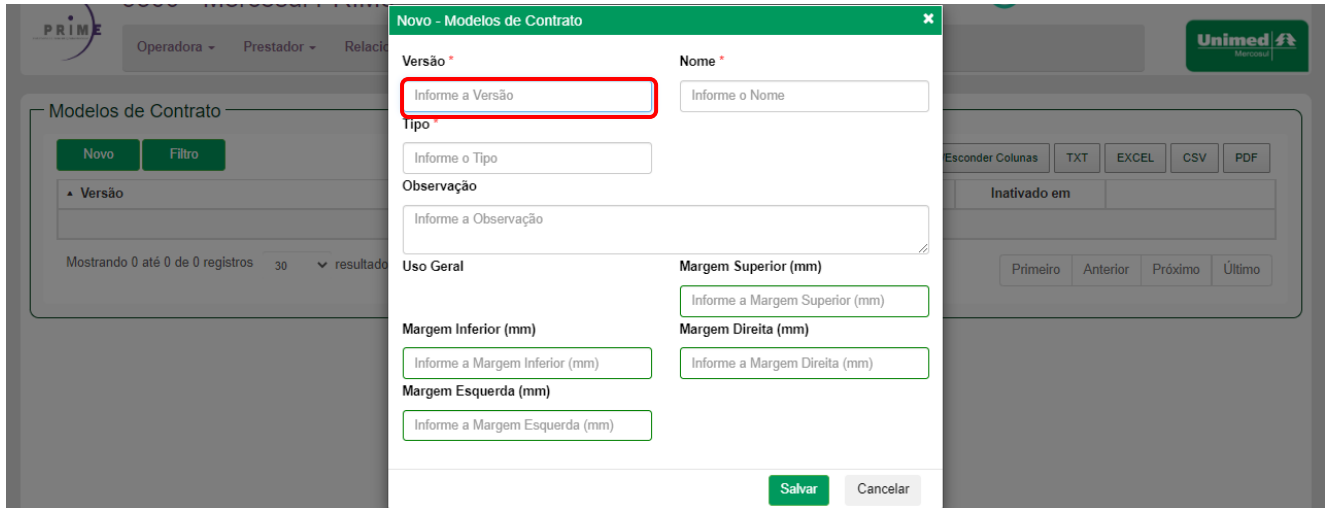 PRIME
Operadora Prestador
Unimed
Mercosul
Novo - Modelos de Contrato
Versão * Nome *
Informe a Versão Informe o Nome
Tipo *
Informe o Tipo
Observação
Informe a Observação
Uso Geral Margem Superior (mm)
Informe a Margem Superior (mm)
Margem Inferior (mm) Margem Direita (mm)
Informe a Margem Inferior (mm) Informe a Margem Direita (mm)
Margem Esquerda (mm)
Informe a Margem Esquerda (mm)
Salvar Cancelar
Modelos de Contrato
Novo Filtro /Esconder Colunas TXT EXCEL CSV PDF
Versão Inativado em
Mostrando 0 até 0 de 0 registros 30 resultado Primeiro Anterior Próximo Último